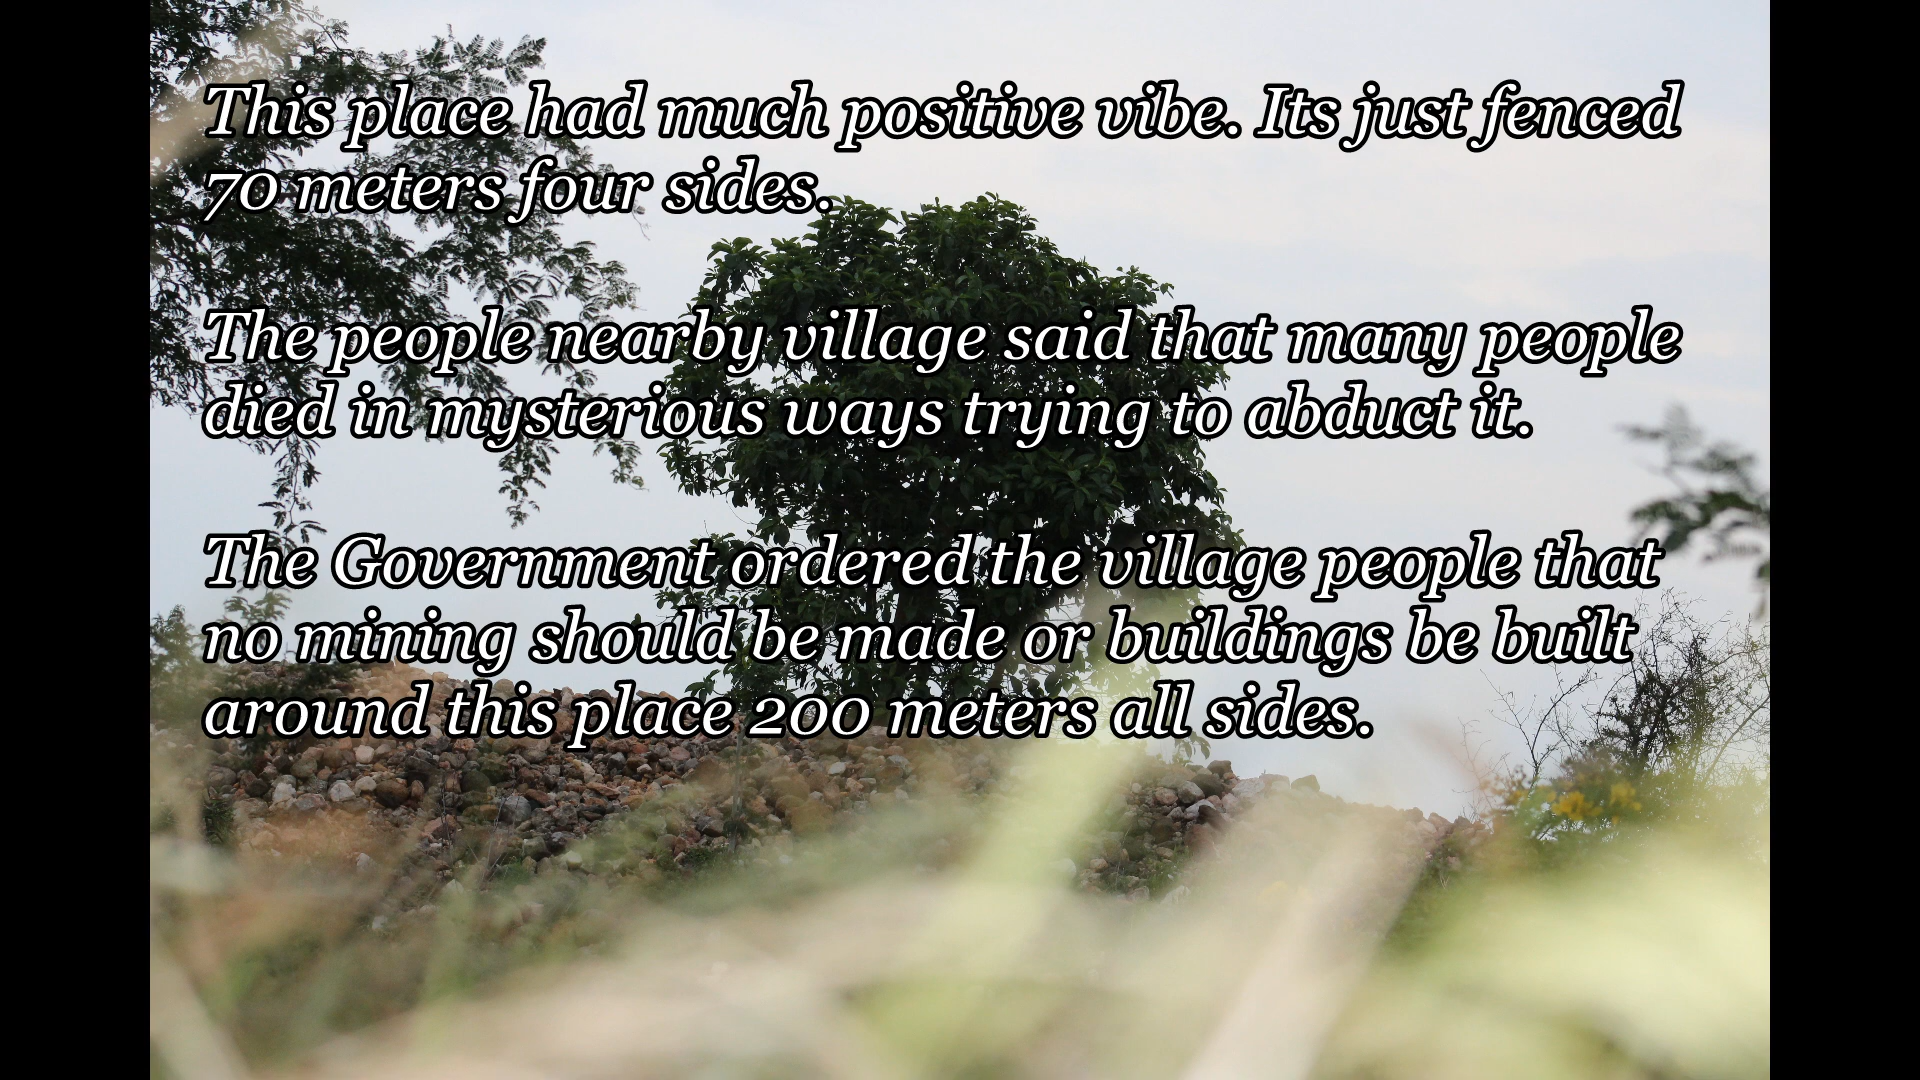 This place had much positive vibe. Its just fenced
70 meters four sides.
The people nearby village said that many people
died in mysterious ways trying to abduct it.
The Government ordered the village people that
no mining should be made or buildings be built
around this place 200 meters all sides.